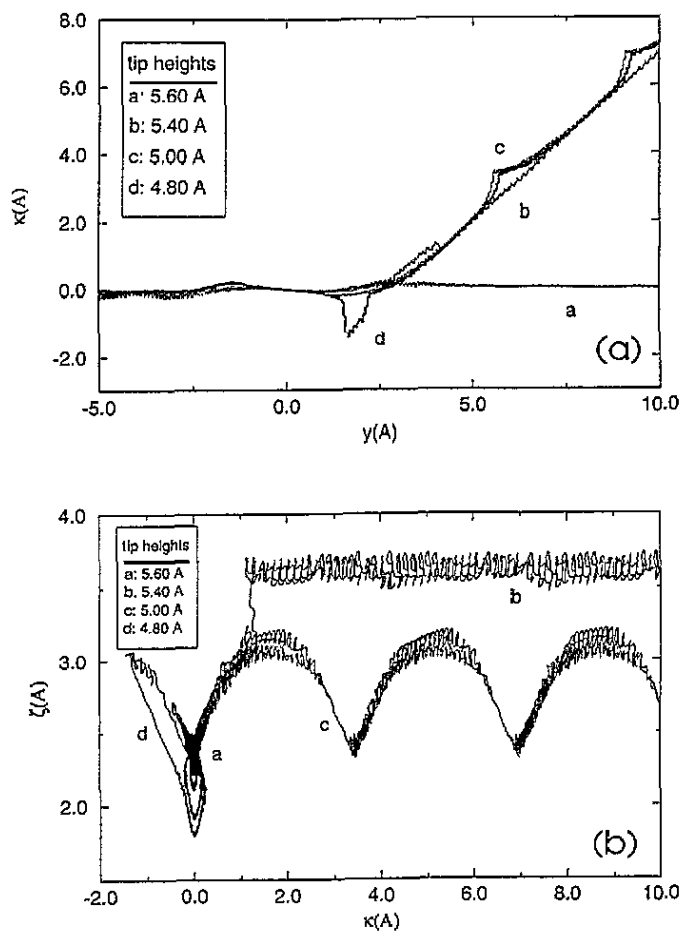 8.0
6.0
4.0
2.0
0.0
-2.0
κ(A)
tip heights
a: 5.60 A
b: 5.40 A
c: 5.00 A
d: 4.80 A
c
b
a
d
(a)
-5.0 0.0 5.0 10.0
y(A)
4.0
3.0
2.0
ζ(A)
tip heights
a: 5.60 A
b: 5.40 A
c: 5.00 A
d: 4.80 A
b
d
a
c
(b)
-2.0 0.0 2.0 4.0 6.0 8.0 10.0
κ(A)